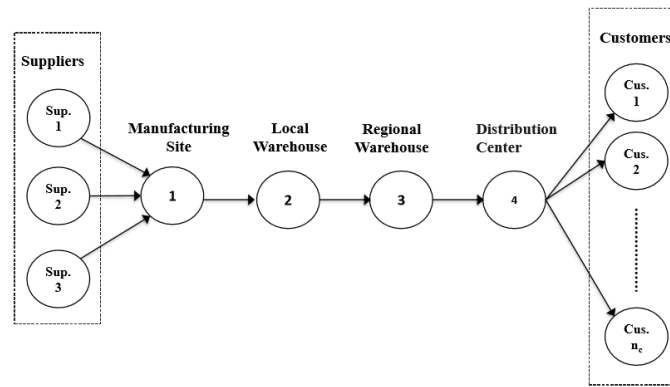 Suppliers
Sup.
1
Sup.
2
Sup.
3
Manufacturing
Site
1
Local
Warehouse
2
Regional
Warehouse
3
Distribution
Center
4
Customers
Cus.
1
Cus.
2
Cus.
n_c